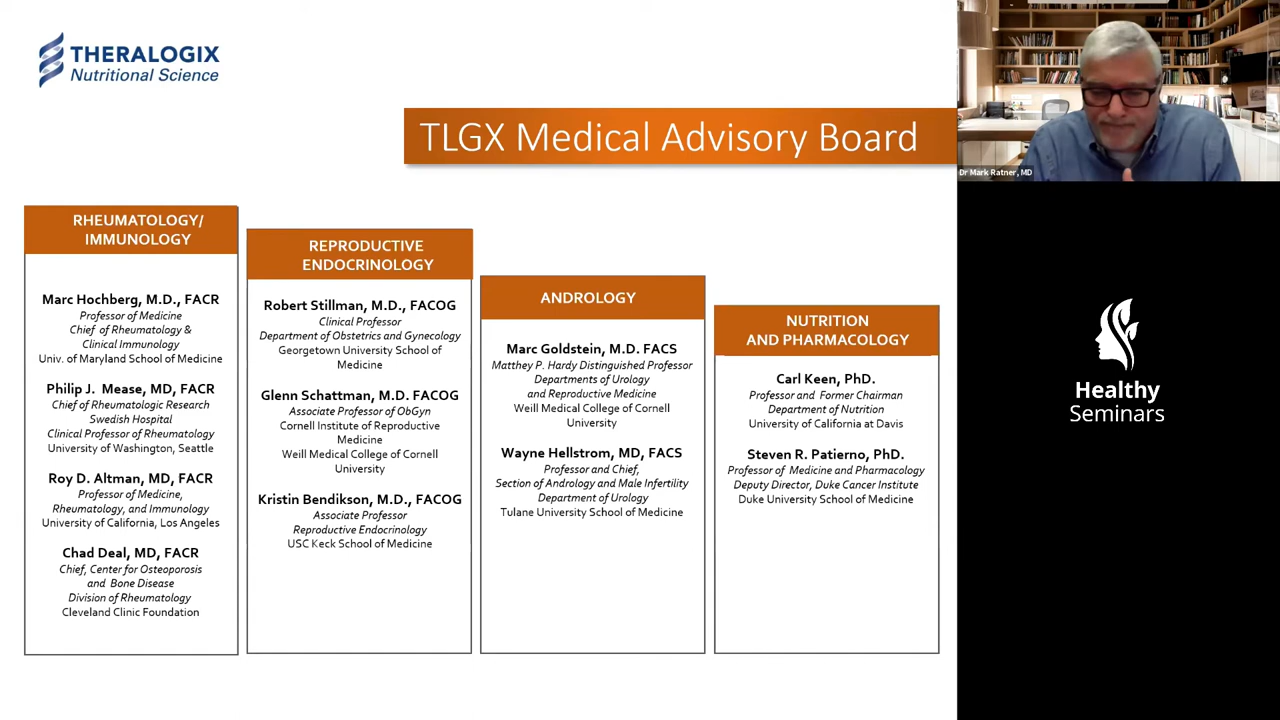 THERALOGIX
Nutritional Science
TLGX Medical Advisory Board
Dr Mark Ratner, MD
RHEUMATOLOGY/
IMMUNOLOGY
Marc Hochberg, M.D., FACR
Professor of Medicine
Chief of Rheumatology &
Clinical Immunology
Univ. of Maryland School of Medicine
Philip J. Mease, MD, FACR
Chief of Rheumatologic Research
Swedish Hospital
Clinical Professor of Rheumatology
University of Washington, Seattle
Roy D. Altman, MD, FACR
Professor of Medicine,
Rheumatology, and Immunology
University of California, Los Angeles
Chad Deal, MD, FACR
Chief, Center for Osteoporosis
and Bone Disease
Division of Rheumatology
Cleveland Clinic Foundation
REPRODUCTIVE
ENDOCRINOLOGY
Robert Stillman, M.D., FACOG
Clinical Professor
Department of Obstetrics and Gynecology
Georgetown University School of
Medicine
Glenn Schattman, M.D. FACOG
Associate Professor of ObGyn
Cornell Institute of Reproductive
Medicine
Weill Medical College of Cornell
University
Kristin Bendikson, M.D., FACOG
Associate Professor
Reproductive Endocrinology
USC Keck School of Medicine
ANDROLOGY
Marc Goldstein, M.D. FACS
Matthey P. Hardy Distinguished Professor
Departments of Urology
and Reproductive Medicine
Weill Medical College of Cornell
University
Wayne Hellstrom, MD, FACS
Professor and Chief,
Section of Andrology and Male Infertility
Department of Urology
Tulane University School of Medicine
NUTRITION
AND PHARMACOLOGY
Carl Keen, PhD.
Professor and Former Chairman
Department of Nutrition
University of California at Davis
Steven R. Patierno, PhD.
Professor of Medicine and Pharmacology
Deputy Director, Duke Cancer Institute
Duke University School of Medicine
Healthy
Seminars